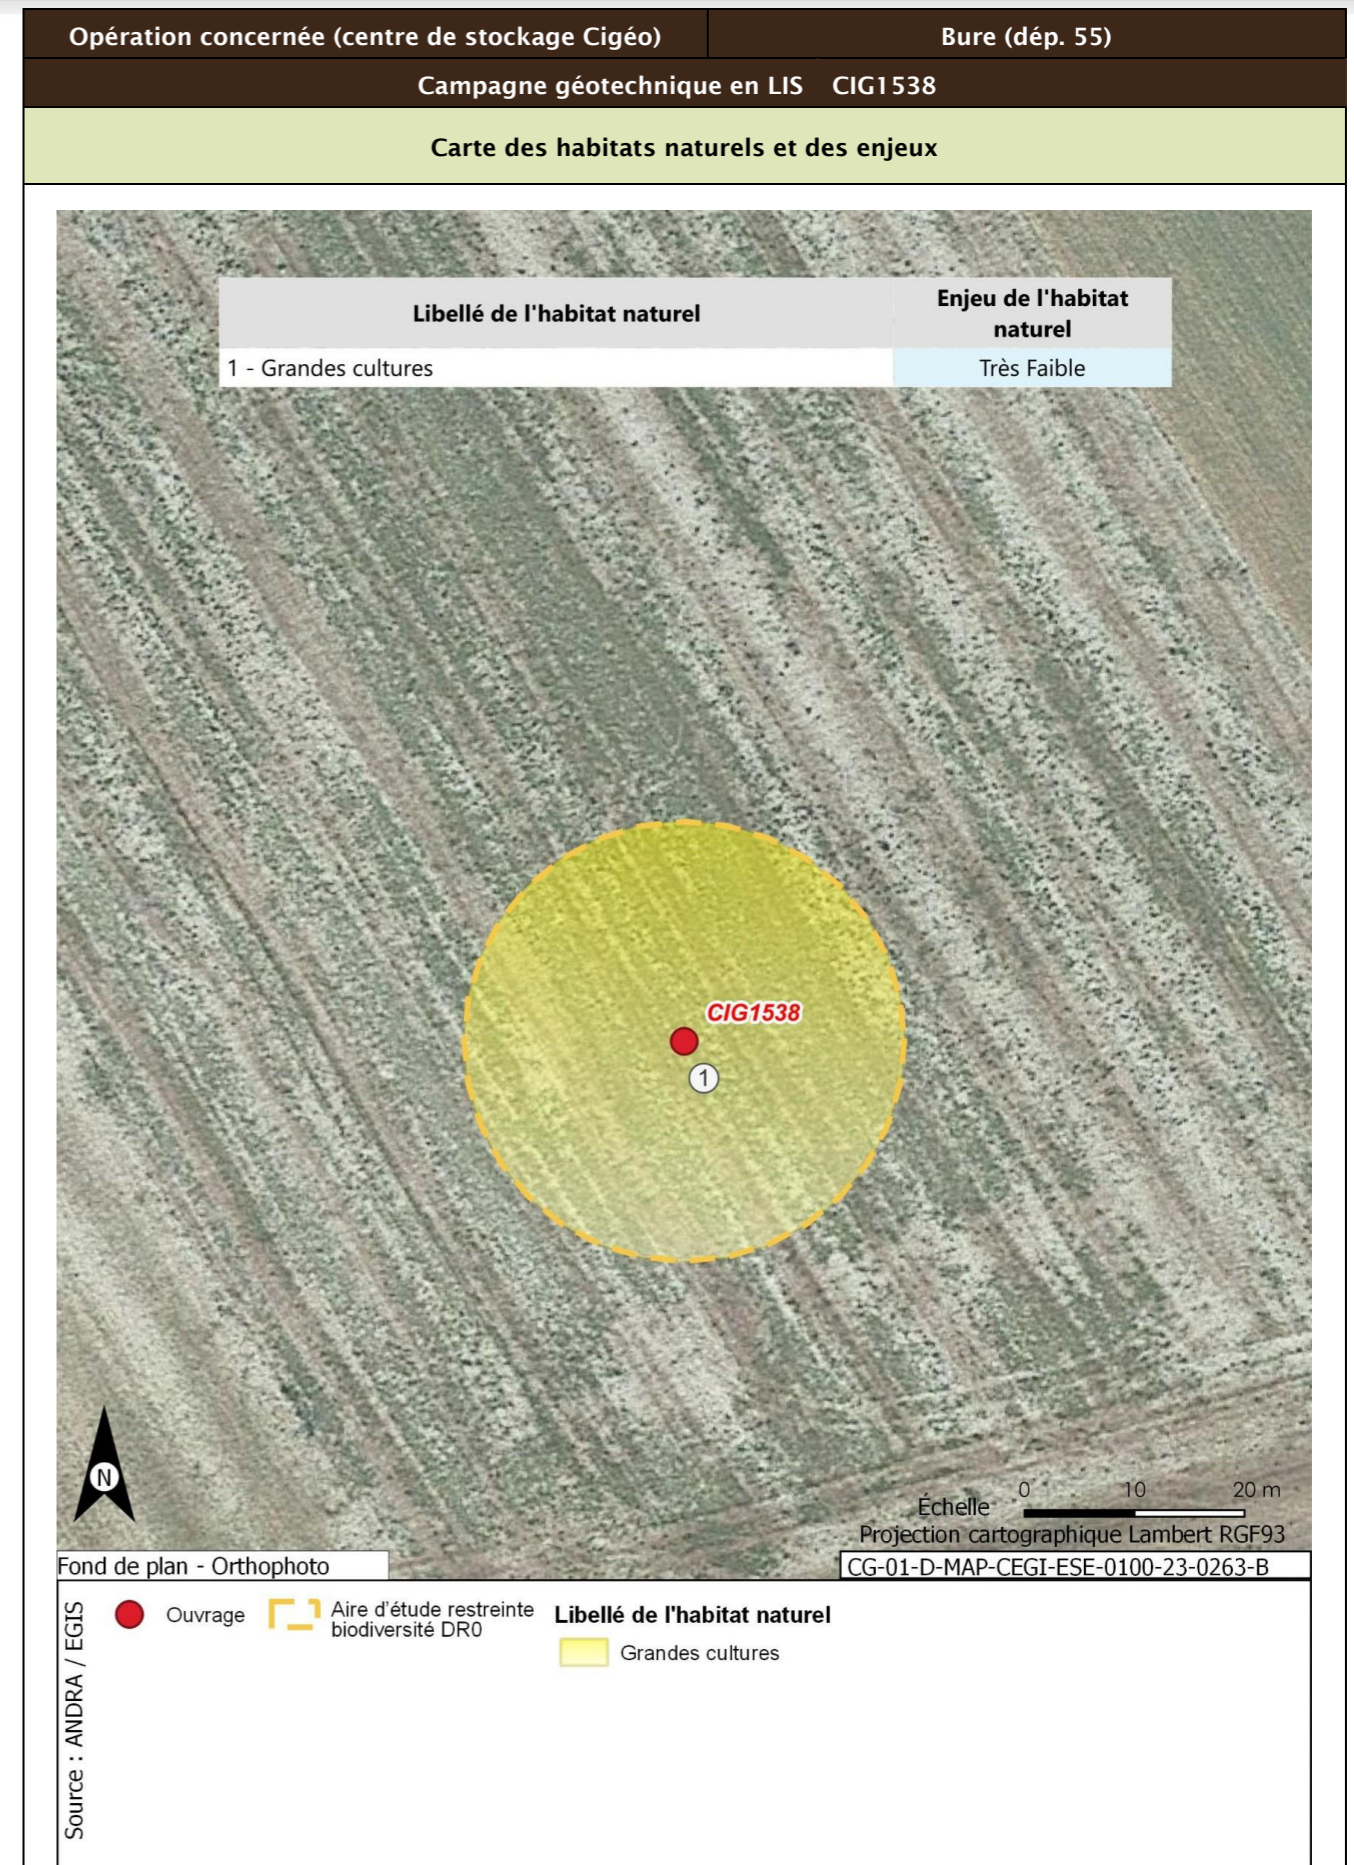 Opération concernée (centre de stockage Cigéo)
Bure (dép. 55)
Campagne géotechnique en LIS CIG1538
Carte des habitats naturels et des enjeux
Libellé de l'habitat naturel
Enjeu de l'habitat
naturel
1 - Grandes cultures
Très Faible
CIG1538
1
N
0 10 20 m
Échelle
Projection cartographique Lambert RGF93
Fond de plan - Orthophoto
CG-01-D-MAP-CEGI-ESE-0100-23-0263-B
Source : ANDRA / EGIS
Ouvrage
Aire d'étude restreinte
biodiversité DR0
Libellé de l'habitat naturel
Grandes cultures